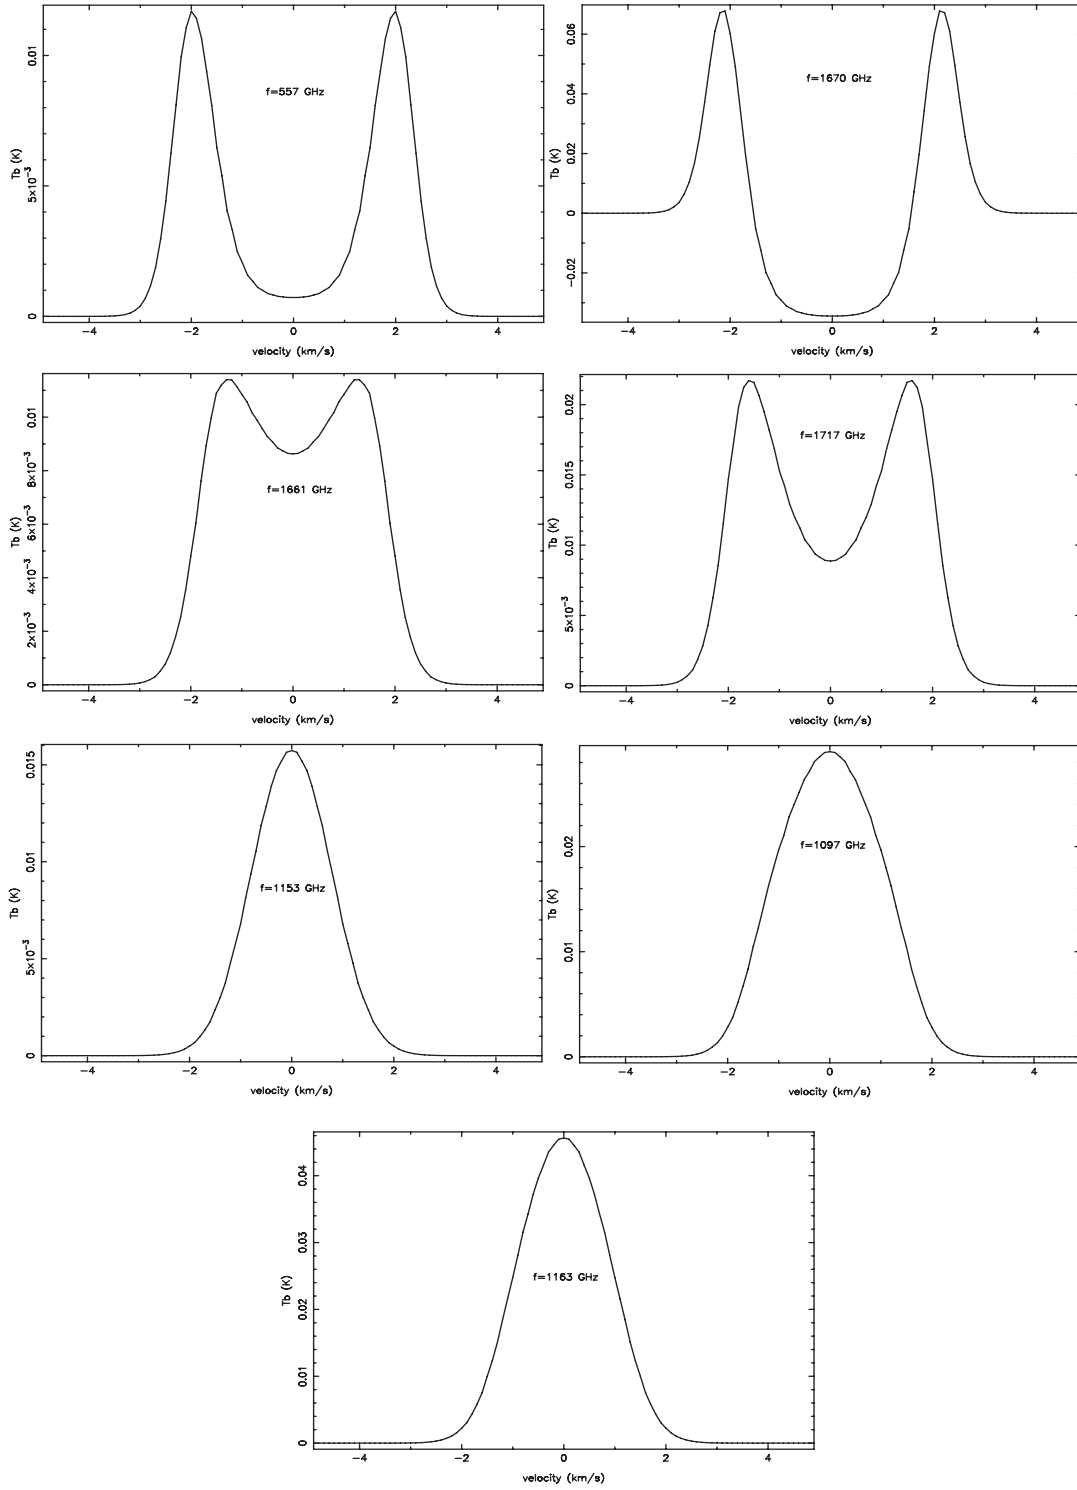 f=557 GHz
Tb (K)
0 5×10⁻³ 0.01
−4 −2 0 2 4
velocity (km/s)
f=1670 GHz
Tb (K)
−0.02 0 0.02 0.04 0.06
−4 −2 0 2 4
velocity (km/s)
f=1661 GHz
Tb (K)
0 2×10⁻³ 4×10⁻³ 6×10⁻³ 8×10⁻³ 0.01
−4 −2 0 2 4
velocity (km/s)
f=1717 GHz
Tb (K)
0 5×10⁻³ 0.01 0.015 0.02
−4 −2 0 2 4
velocity (km/s)
f=1153 GHz
Tb (K)
0 5×10⁻³ 0.01 0.015
−4 −2 0 2 4
velocity (km/s)
f=1097 GHz
Tb (K)
0 0.01 0.02
−4 −2 0 2 4
velocity (km/s)
f=1163 GHz
Tb (K)
0 0.01 0.02 0.03 0.04
−4 −2 0 2 4
velocity (km/s)